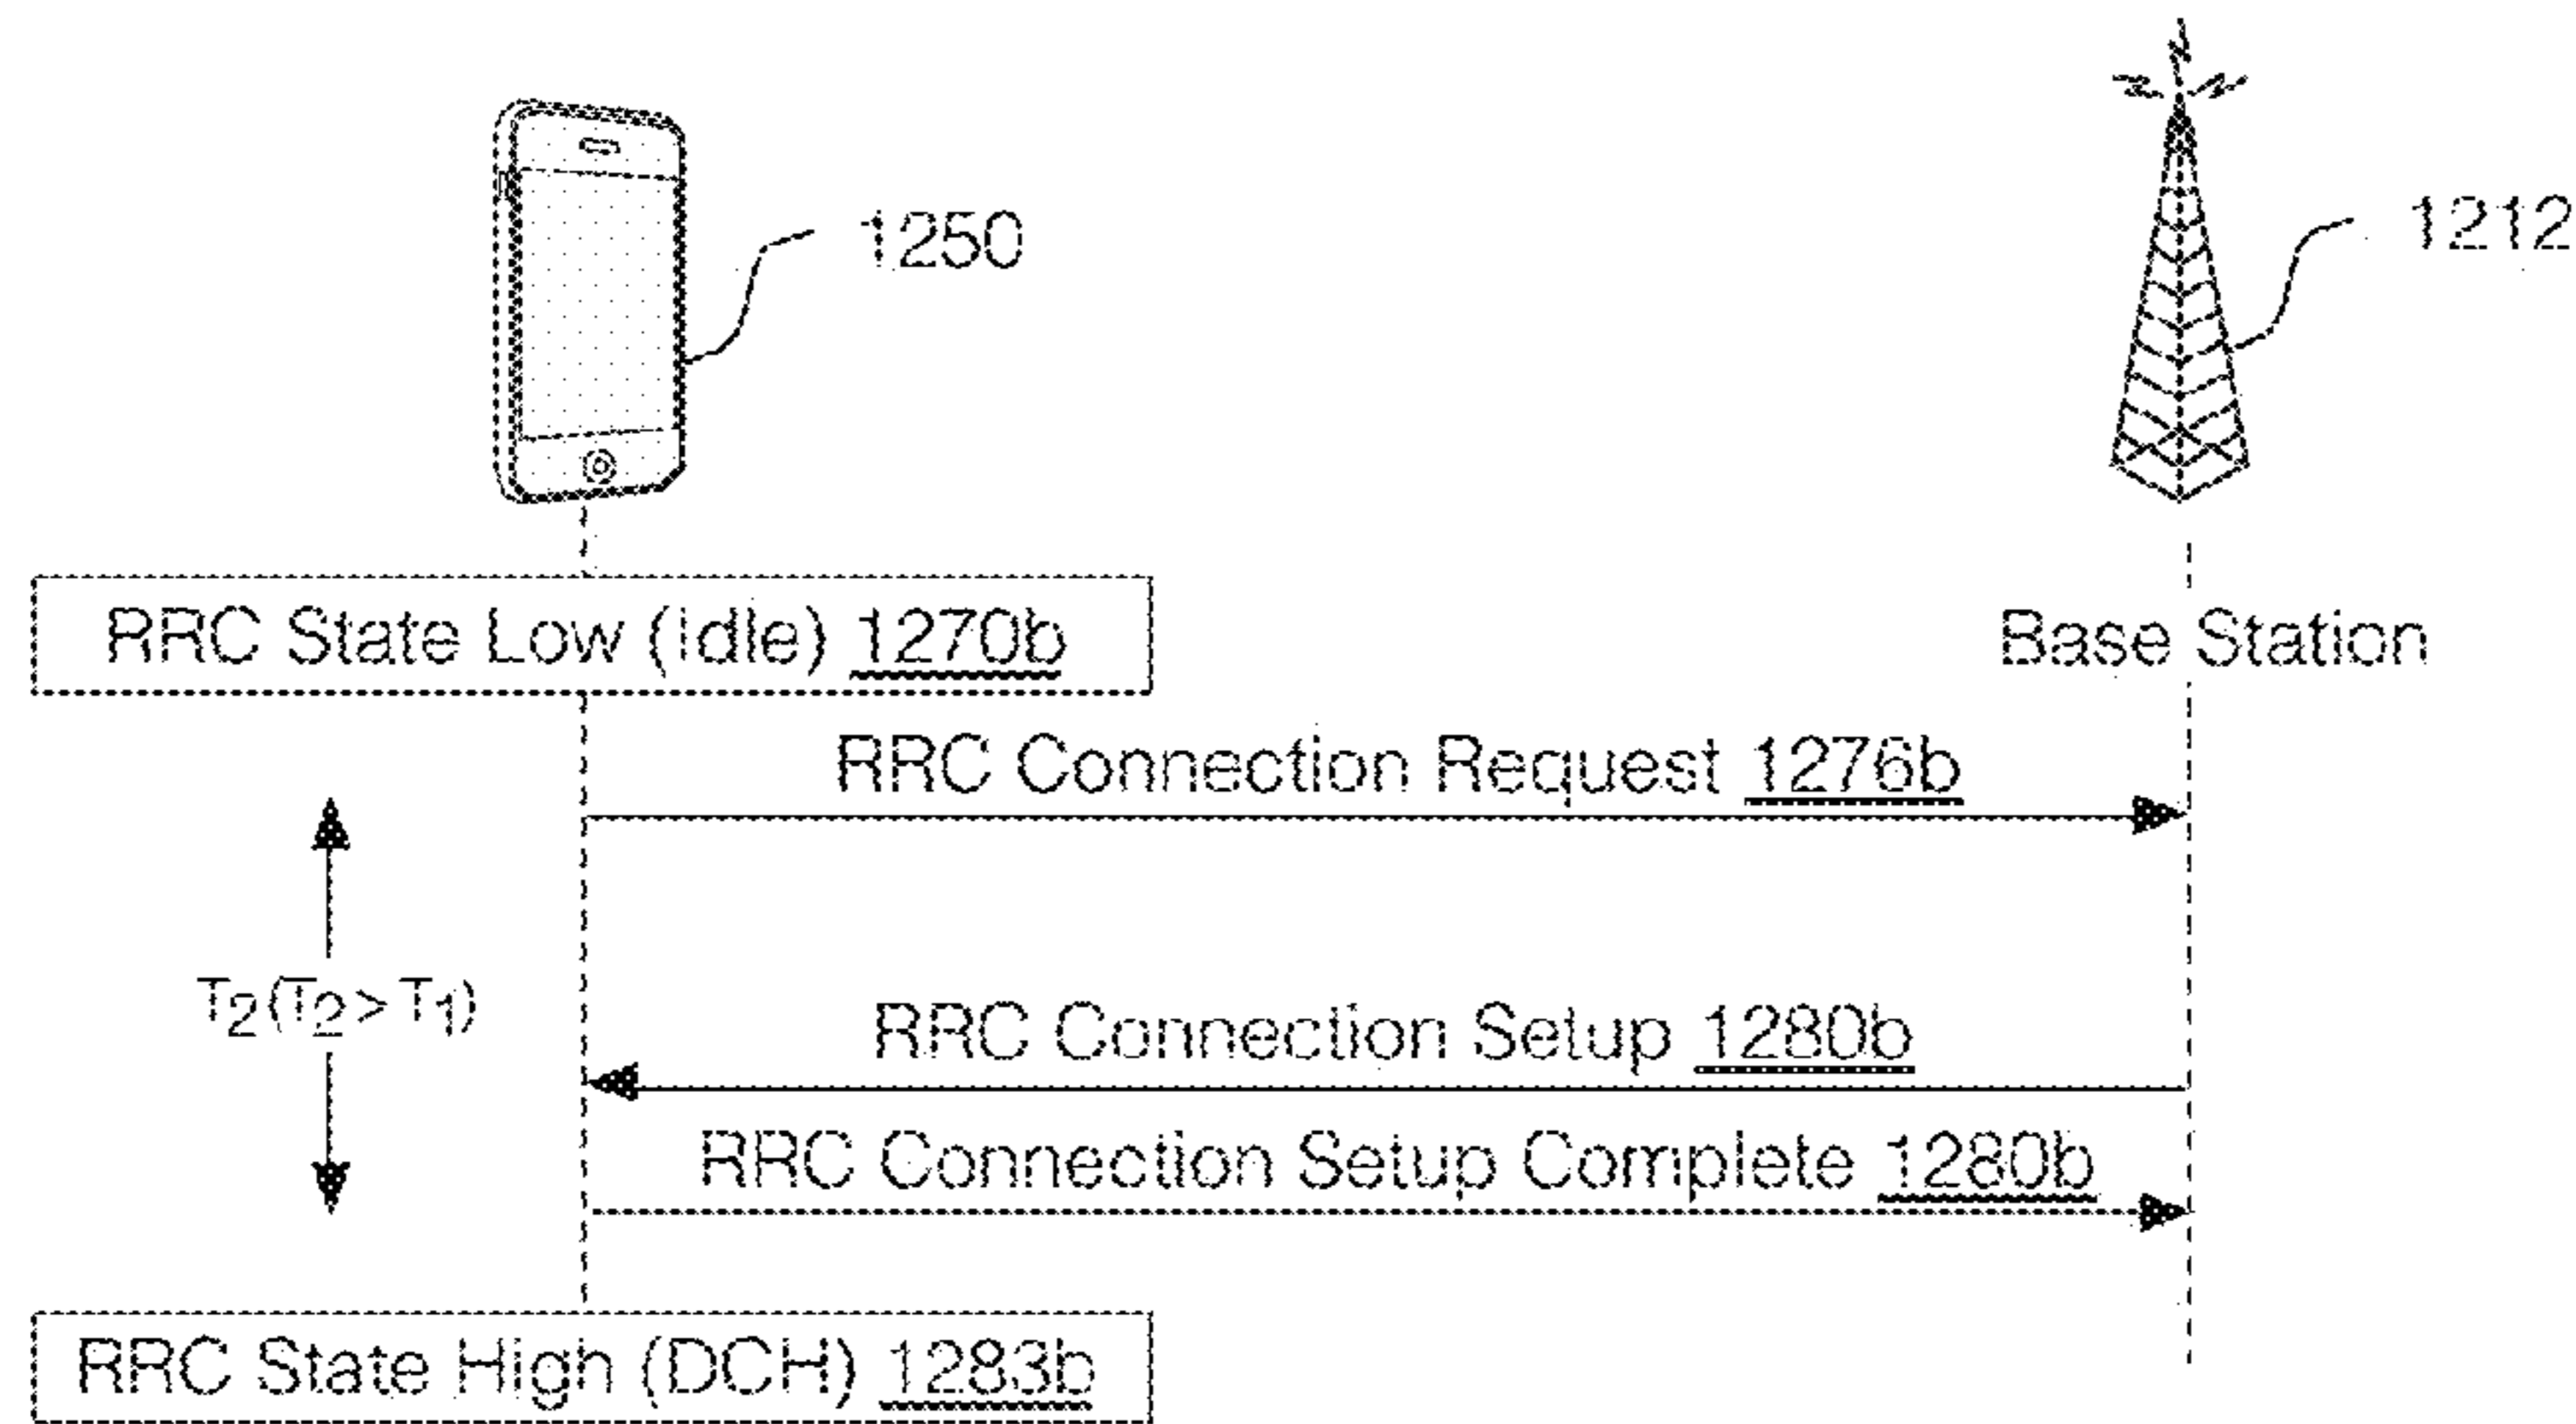 1250
1212
RRC State Low (Idle) 1270b
Base Station
RRC Connection Request 1276b
T2(T2>T1)
RRC Connection Setup 1280b
RRC Connection Setup Complete 1280b
RRC State High (DCH) 1283b